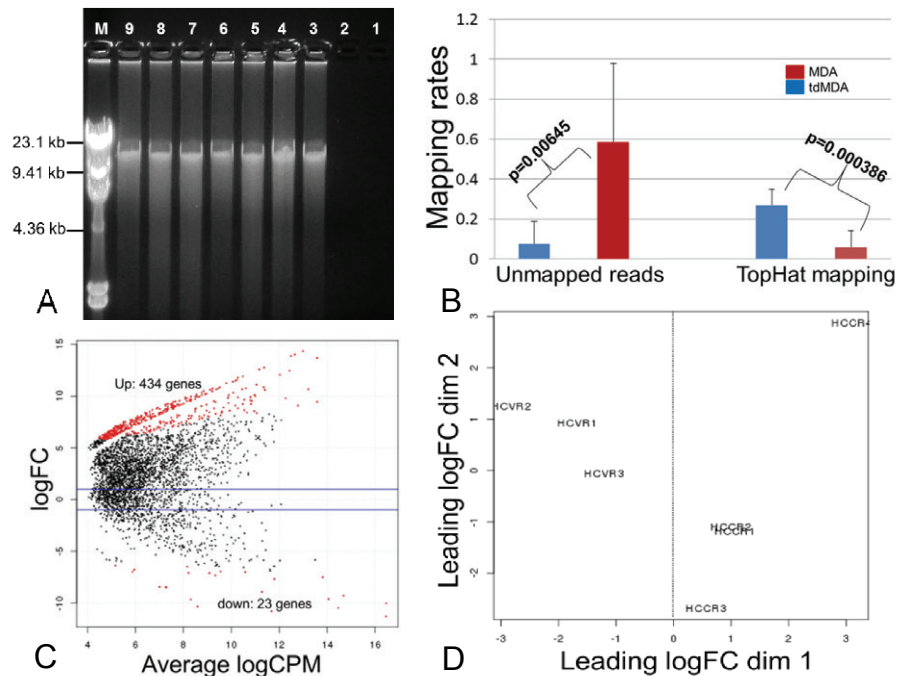 M 9 8 7 6 5 4 3 2 1
23.1 kb
9.41 kb
4.36 kb
A
Mapping rates
1.2
1
0.8
0.6
0.4
0.2
0
MDA
tdMDA
p=0.00645
p=0.000386
Unmapped reads
TopHat mapping
B
logFC
15
10
5
0
-5
-10
Up: 434 genes
down: 23 genes
4 6 8 10 12 14 16
Average logCPM
C
Leading logFC dim 2
3
2
1
0
-1
-2
HCCR4
HCVR2
HCVR1
HCVR3
HCCR2
HCCR1
HCCR3
-3 -2 -1 0 1 2 3
Leading logFC dim 1
D